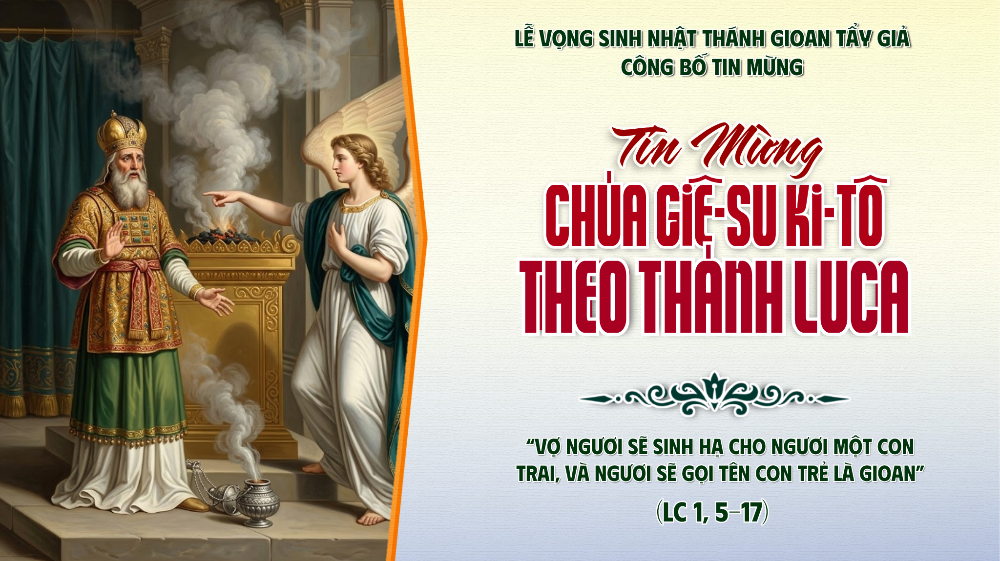 LỄ VỌNG SINH NHẬT THÁNH GIOAN TẨY GIẢ
CÔNG BỐ TIN MỪNG
Tin Mừng
CHÚA GIÊ-SU KI-TÔ
THEO THÁNH LUCA
“VỢ NGƯƠI SẼ SINH HẠ CHO NGƯƠI MỘT CON
TRAI, VÀ NGƯƠI SẼ GỌI TÊN CON TRẺ LÀ GIOAN”
(LC 1, 5-17)